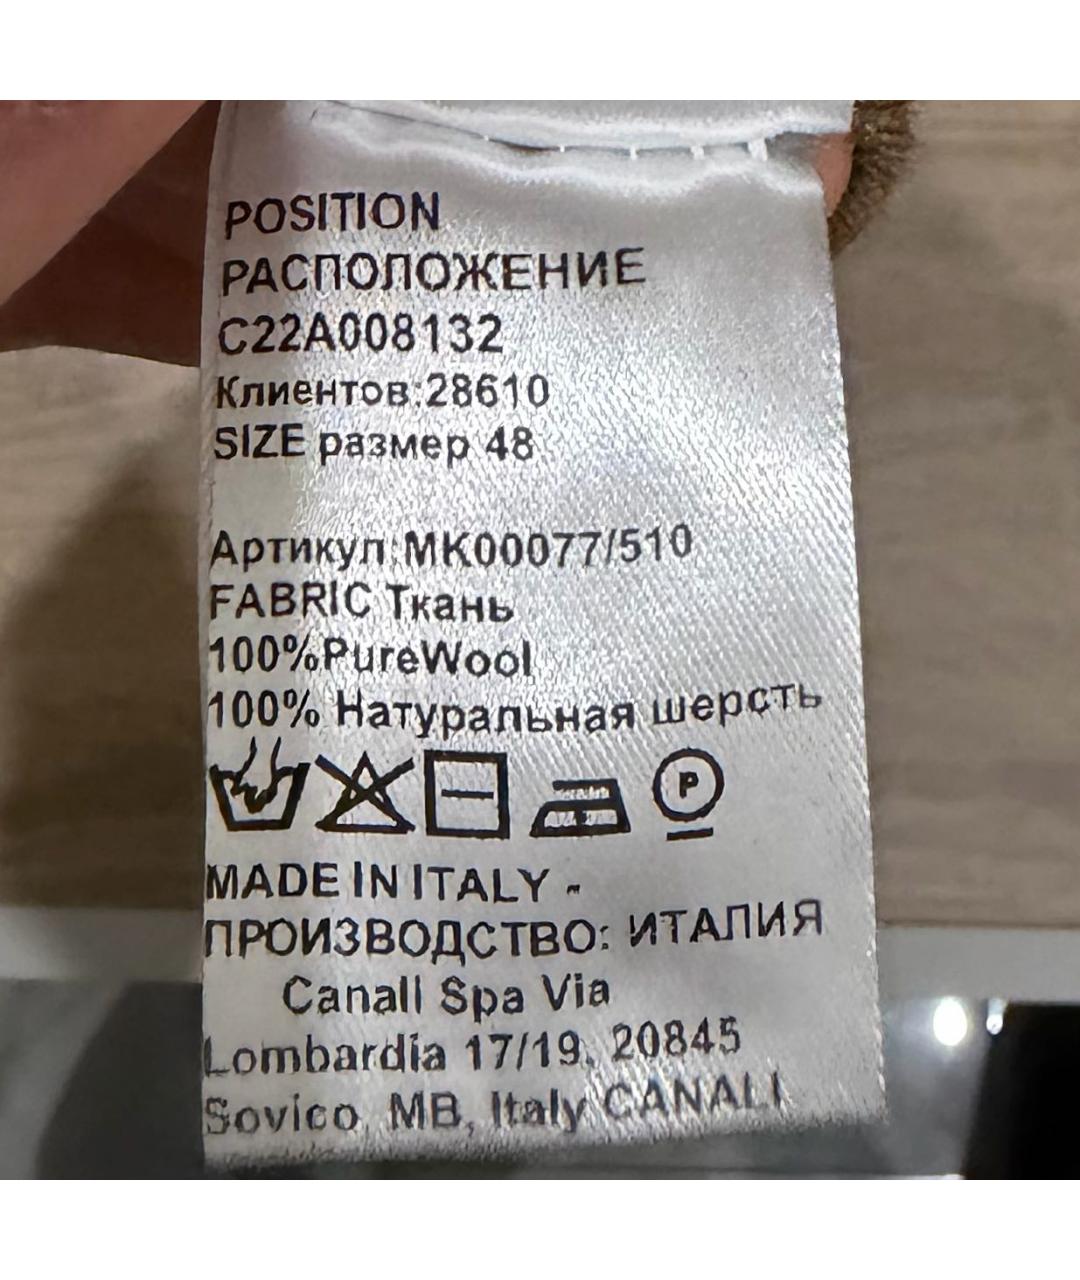 POSITION
РАСПОЛОЖЕНИЕ
C22A008132
Клиентов:28610
SIZE размер 48
Артикул:MK00077/510
FABRIC Ткань
100%PureWool
100% Натуральная шерсть
P
MADE IN ITALY -
ПРОИЗВОДСТВО: ИТАЛИЯ
Canali Spa Via
Lombardia 17/19, 20845
Sovico, MB, Italy CANALI